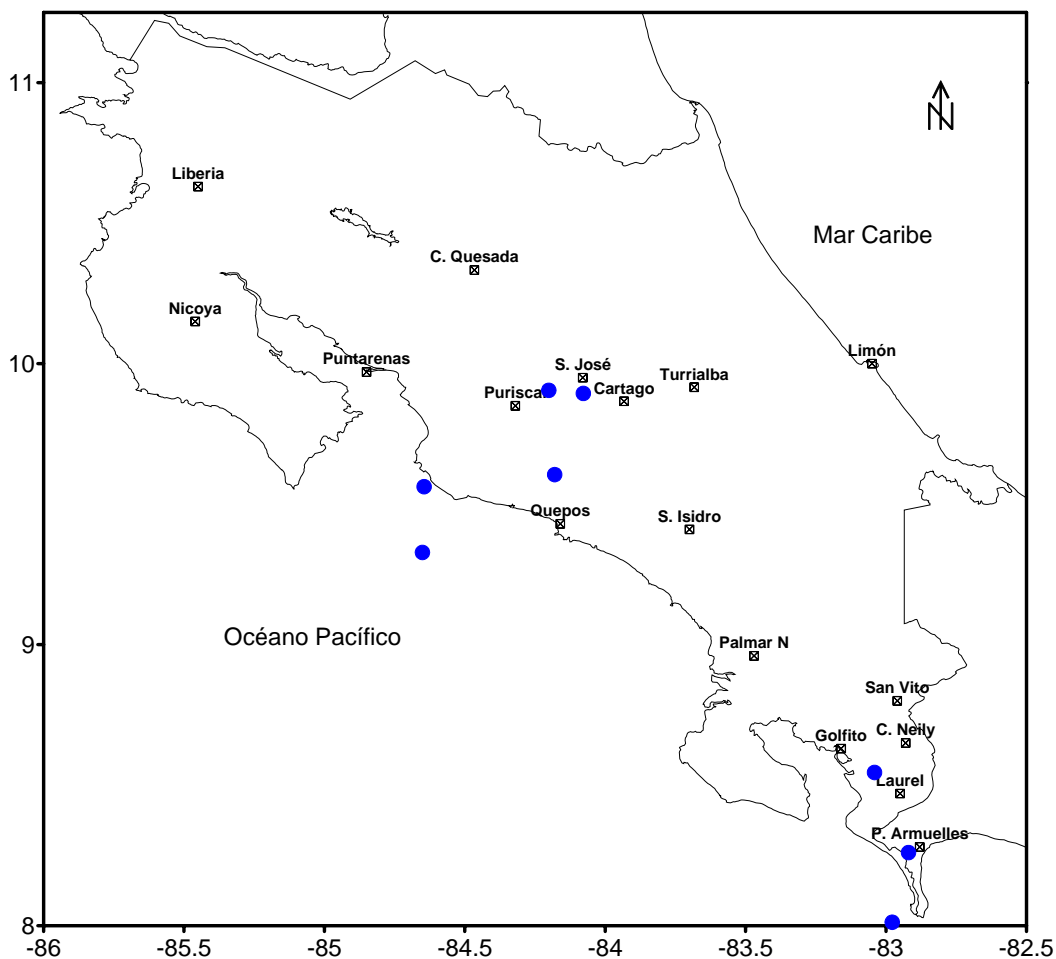 11
10
9
8
N
Liberia
Mar Caribe
C. Quesada
Nicoya
Puntarenas
Limón
S. José
Turrialba
Purisca
Cartago
Quepos
S. Isidro
Océano Pacífico
Palmar N
San Vito
C. Neily
Golfito
Laurel
P. Armuelles
-86
-85.5
-85
-84.5
-84
-83.5
-83
-82.5